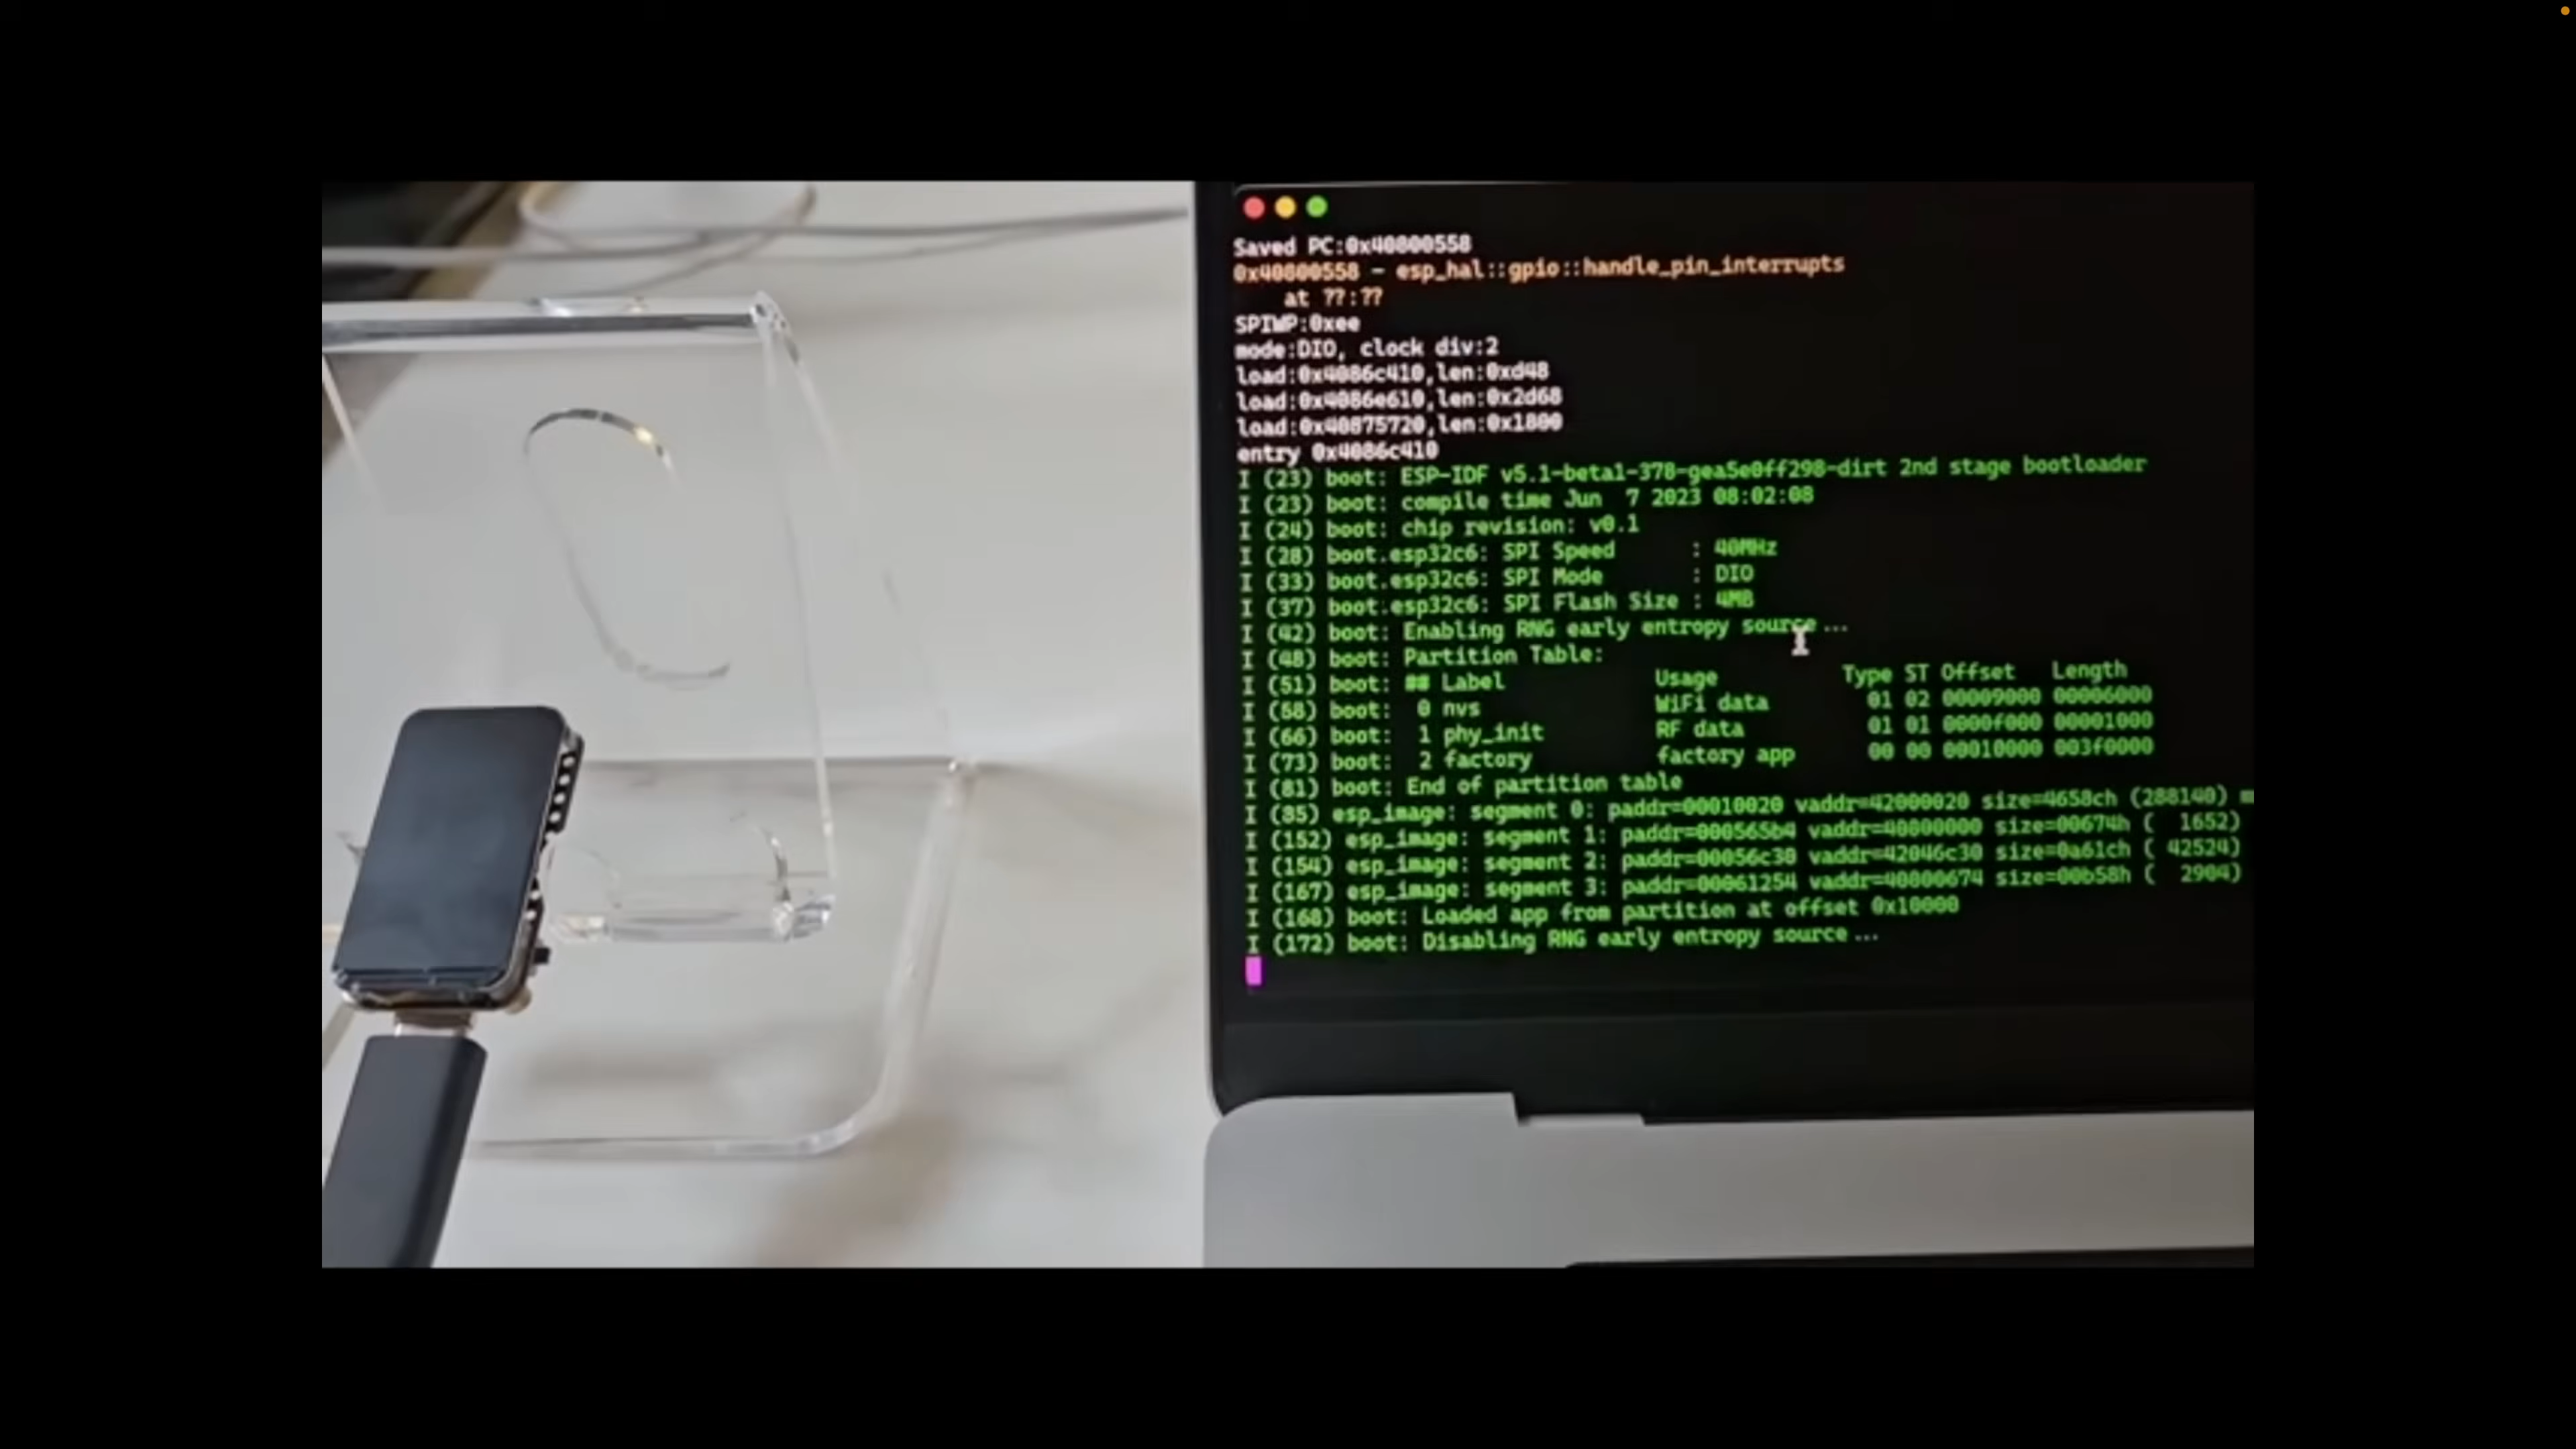 Saved PC:0x40800558
0x40800558 - esp_hal::gpio::handle_pin_interrupts
at ??:??
SPIWP:0xee
mode:DIO, clock div:2
load:0x4086c410,len:0xd48
load:0x4086e610,len:0x2d68
load:0x40875720,len:0x1800
entry 0x4086c410
I (23) boot: ESP-IDF v5.1-beta1-378-gea5e0ff298-dirt 2nd stage bootloader
I (23) boot: compile time Jun 7 2023 08:02:08
I (24) boot: chip revision: v0.1
I (28) boot.esp32c6: SPI Speed : 40MHz
I (33) boot.esp32c6: SPI Mode : DIO
I (37) boot.esp32c6: SPI Flash Size : 4MB
I (42) boot: Enabling RNG early entropy source...
I (48) boot: Partition Table:
I (51) boot: ## Label Usage Type ST Offset Length
I (58) boot: 0 nvs WiFi data 01 02 00009000 00006000
I (66) boot: 1 phy_init RF data 01 01 0000f000 00001000
I (73) boot: 2 factory factory app 00 00 00010000 003f0000
I (81) boot: End of partition table
I (85) esp_image: segment 0: paddr=00010020 vaddr=42000020 size=4658ch (288140)
I (152) esp_image: segment 1: paddr=000565b4 vaddr=40800000 size=00674h ( 1652)
I (154) esp_image: segment 2: paddr=00056c30 vaddr=42046c30 size=0a61ch ( 42524)
I (167) esp_image: segment 3: paddr=00061254 vaddr=40800674 size=00b58h ( 2904)
I (168) boot: Loaded app from partition at offset 0x10000
I (172) boot: Disabling RNG early entropy source...